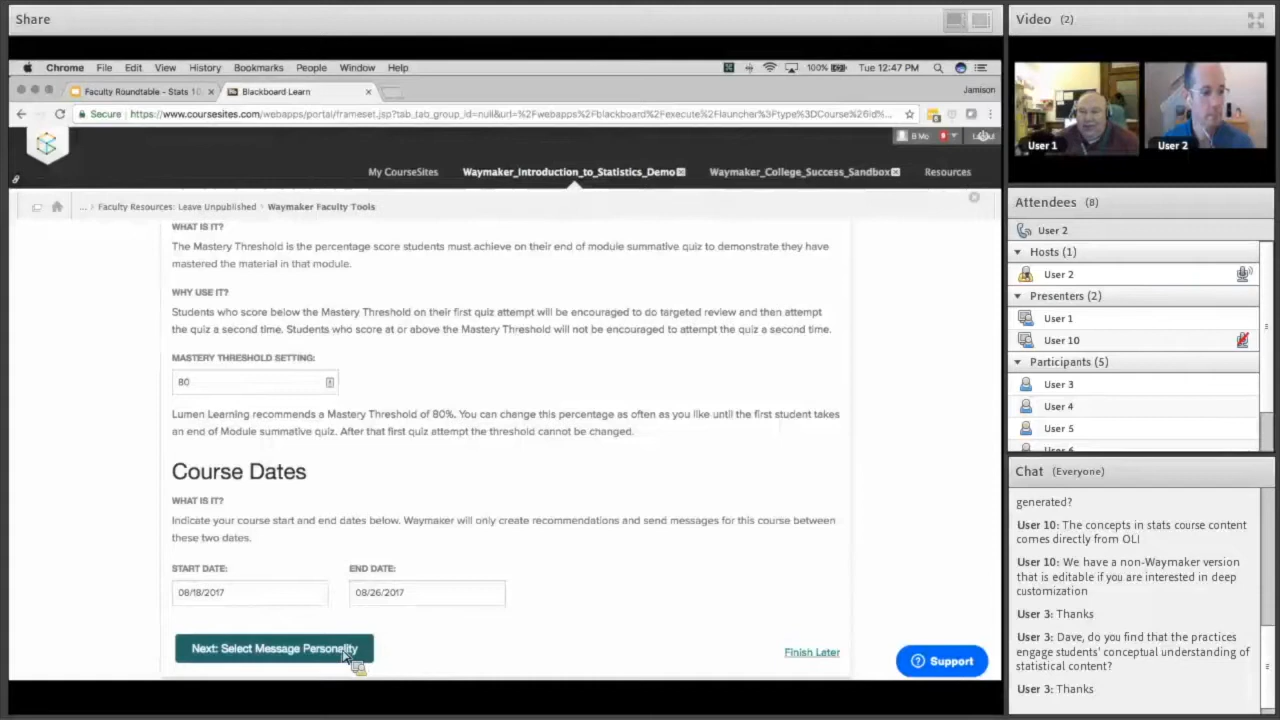 Share
Chrome File Edit View History Bookmarks People Window Help
100%
Tue 12:47 PM
Faculty Roundtable - Stats 10
Blackboard Learn
Jamison
Secure
https://www.coursesites.com/webapps/portal/frameset.jsp?tab_tab_group_id=null&url=%2Fwebapps%2Fblackboard%2Fexecute%2Flauncher%3Ftype%3DCourse%26id%...
B Mo
My CourseSites
Waymaker_Introduction_to_Statistics_Demo
Waymaker_College_Success_Sandbox
Resources
... > Faculty Resources: Leave Unpublished > Waymaker Faculty Tools
WHAT IS IT?
The Mastery Threshold is the percentage score students must achieve on their end of module summative quiz to demonstrate they have
mastered the material in that module.
WHY USE IT?
Students who score below the Mastery Threshold on their first quiz attempt will be encouraged to do targeted review and then attempt
the quiz a second time. Students who score at or above the Mastery Threshold will not be encouraged to attempt the quiz a second time.
MASTERY THRESHOLD SETTING:
80
Lumen Learning recommends a Mastery Threshold of 80%. You can change this percentage as often as you like until the first student takes
an end of Module summative quiz. After that first quiz attempt the threshold cannot be changed.
Course Dates
WHAT IS IT?
Indicate your course start and end dates below. Waymaker will only create recommendations and send messages for this course between
these two dates.
START DATE:
END DATE:
08/18/2017
08/26/2017
Next: Select Message Personality
Finish Later
Support
Video (2)
User 1
User 2
Attendees (8)
User 2
Hosts (1)
User 2
Presenters (2)
User 1
User 10
Participants (5)
User 3
User 4
User 5
User 6
Chat (Everyone)
generated?
User 10: The concepts in stats course content
comes directly from OLI
User 10: We have a non-Waymaker version
that is editable if you are interested in deep
customization
User 3: Thanks
User 3: Dave, do you find that the practices
engage students' conceptual understanding of
statistical content?
User 3: Thanks